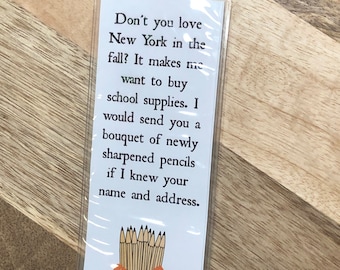 Don't you love
New York in the
fall? It makes me
want to buy
school supplies. I
would send you a
bouquet of newly
sharpened pencils
if I knew your
name and address.